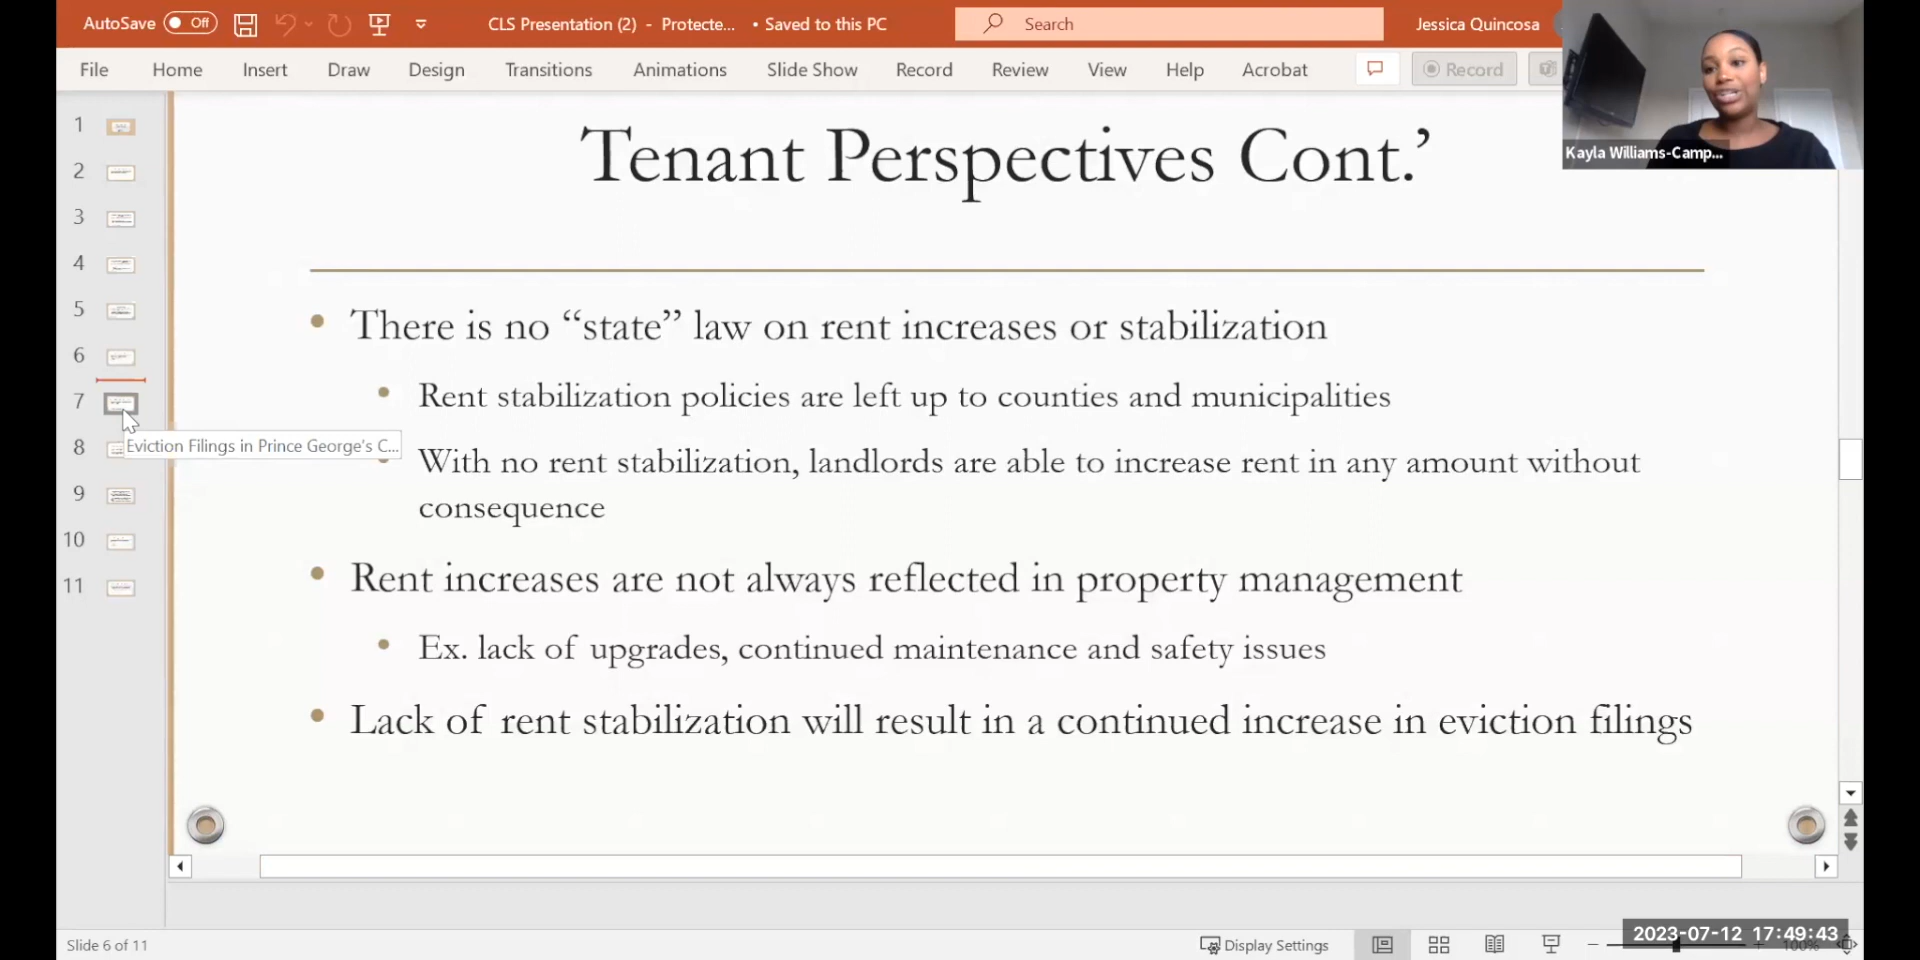 AutoSave Off CLS Presentation (2) - Protecte... • Saved to this PC Search Jessica Quincosa
File Home Insert Draw Design Transitions Animations Slide Show Record Review View Help Acrobat Record
Kayla Williams-Camp...
1
2
3
4
5
6
7
8
9
10
11
Eviction Filings in Prince George's C...
Tenant Perspectives Cont.’
• There is no “state” law on rent increases or stabilization
• Rent stabilization policies are left up to counties and municipalities
With no rent stabilization, landlords are able to increase rent in any amount without
consequence
• Rent increases are not always reflected in property management
• Ex. lack of upgrades, continued maintenance and safety issues
• Lack of rent stabilization will result in a continued increase in eviction filings
Slide 6 of 11 Display Settings 100%
2023-07-12 17:49:43